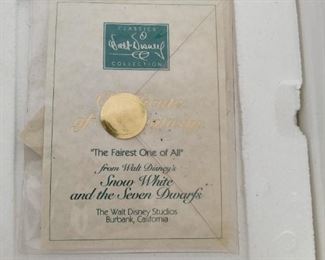 CLASSICS
Walt Disney
COLLECTION
of
"The Fairest One of All"
from Walt Disney's
Snow White
and the Seven Dwarfs
The Walt Disney Studios
Burbank, California